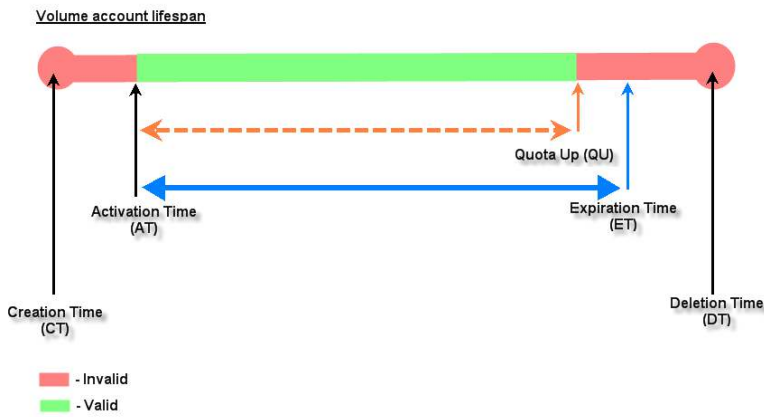 Volume account lifespan
Quota Up (QU)
Activation Time
(AT)
Expiration Time
(ET)
Creation Time
(CT)
Deletion Time
(DT)
- Invalid
- Valid